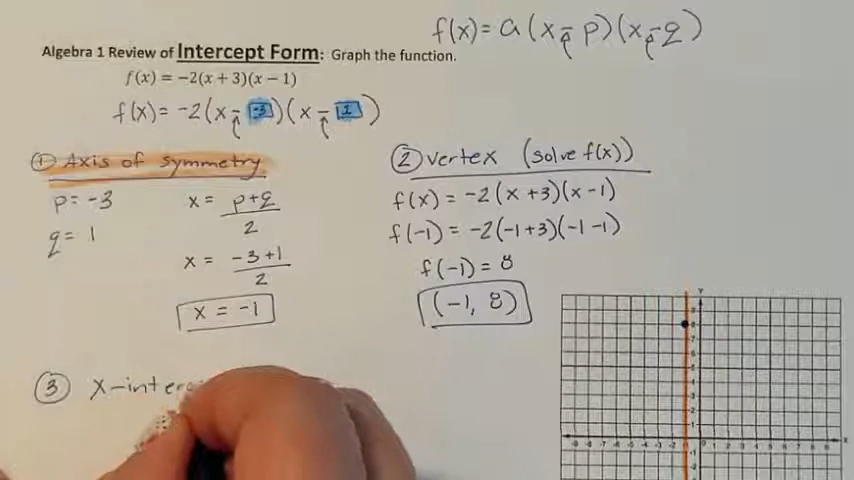 f(x) = a(x - p)(x - q)
Algebra 1 Review of Intercept Form: Graph the function.
f(x) = −2(x + 3)(x − 1)
f(x) = -2(x - -3)(x - 1)
① Axis of symmetry
p = -3
q = 1
x = p+q / 2
x = -3+1 / 2
x = -1
② vertex (solve f(x))
f(x) = -2(x+3)(x-1)
f(-1) = -2(-1+3)(-1-1)
f(-1) = 8
(-1, 8)
③ x-interc